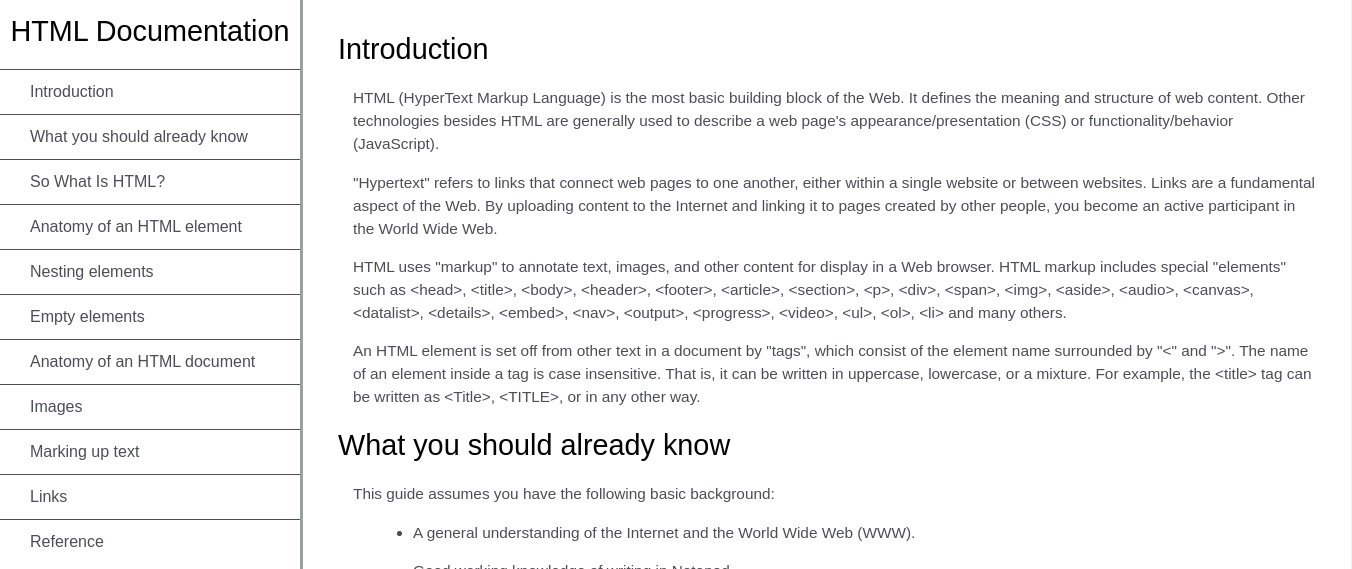 HTML Documentation
Introduction
What you should already know
So What Is HTML?
Anatomy of an HTML element
Nesting elements
Empty elements
Anatomy of an HTML document
Images
Marking up text
Links
Reference
Introduction
HTML (HyperText Markup Language) is the most basic building block of the Web. It defines the meaning and structure of web content. Other
technologies besides HTML are generally used to describe a web page's appearance/presentation (CSS) or functionality/behavior
(JavaScript).
"Hypertext" refers to links that connect web pages to one another, either within a single website or between websites. Links are a fundamental
aspect of the Web. By uploading content to the Internet and linking it to pages created by other people, you become an active participant in
the World Wide Web.
HTML uses "markup" to annotate text, images, and other content for display in a Web browser. HTML markup includes special "elements"
such as <head>, <title>, <body>, <header>, <footer>, <article>, <section>, <p>, <div>, <span>, <img>, <aside>, <audio>, <canvas>,
<datalist>, <details>, <embed>, <nav>, <output>, <progress>, <video>, <ul>, <ol>, <li> and many others.
An HTML element is set off from other text in a document by "tags", which consist of the element name surrounded by "<" and ">". The name
of an element inside a tag is case insensitive. That is, it can be written in uppercase, lowercase, or a mixture. For example, the <title> tag can
be written as <Title>, <TITLE>, or in any other way.
What you should already know
This guide assumes you have the following basic background:
• A general understanding of the Internet and the World Wide Web (WWW).
Good working knowledge of writing in Notepad.